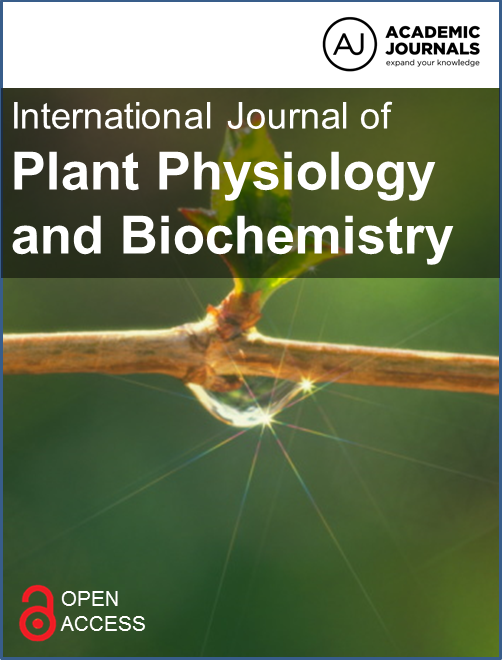 AJ
ACADEMIC
JOURNALS
expand your knowledge
International Journal of
Plant Physiology
and Biochemistry
OPEN
ACCESS